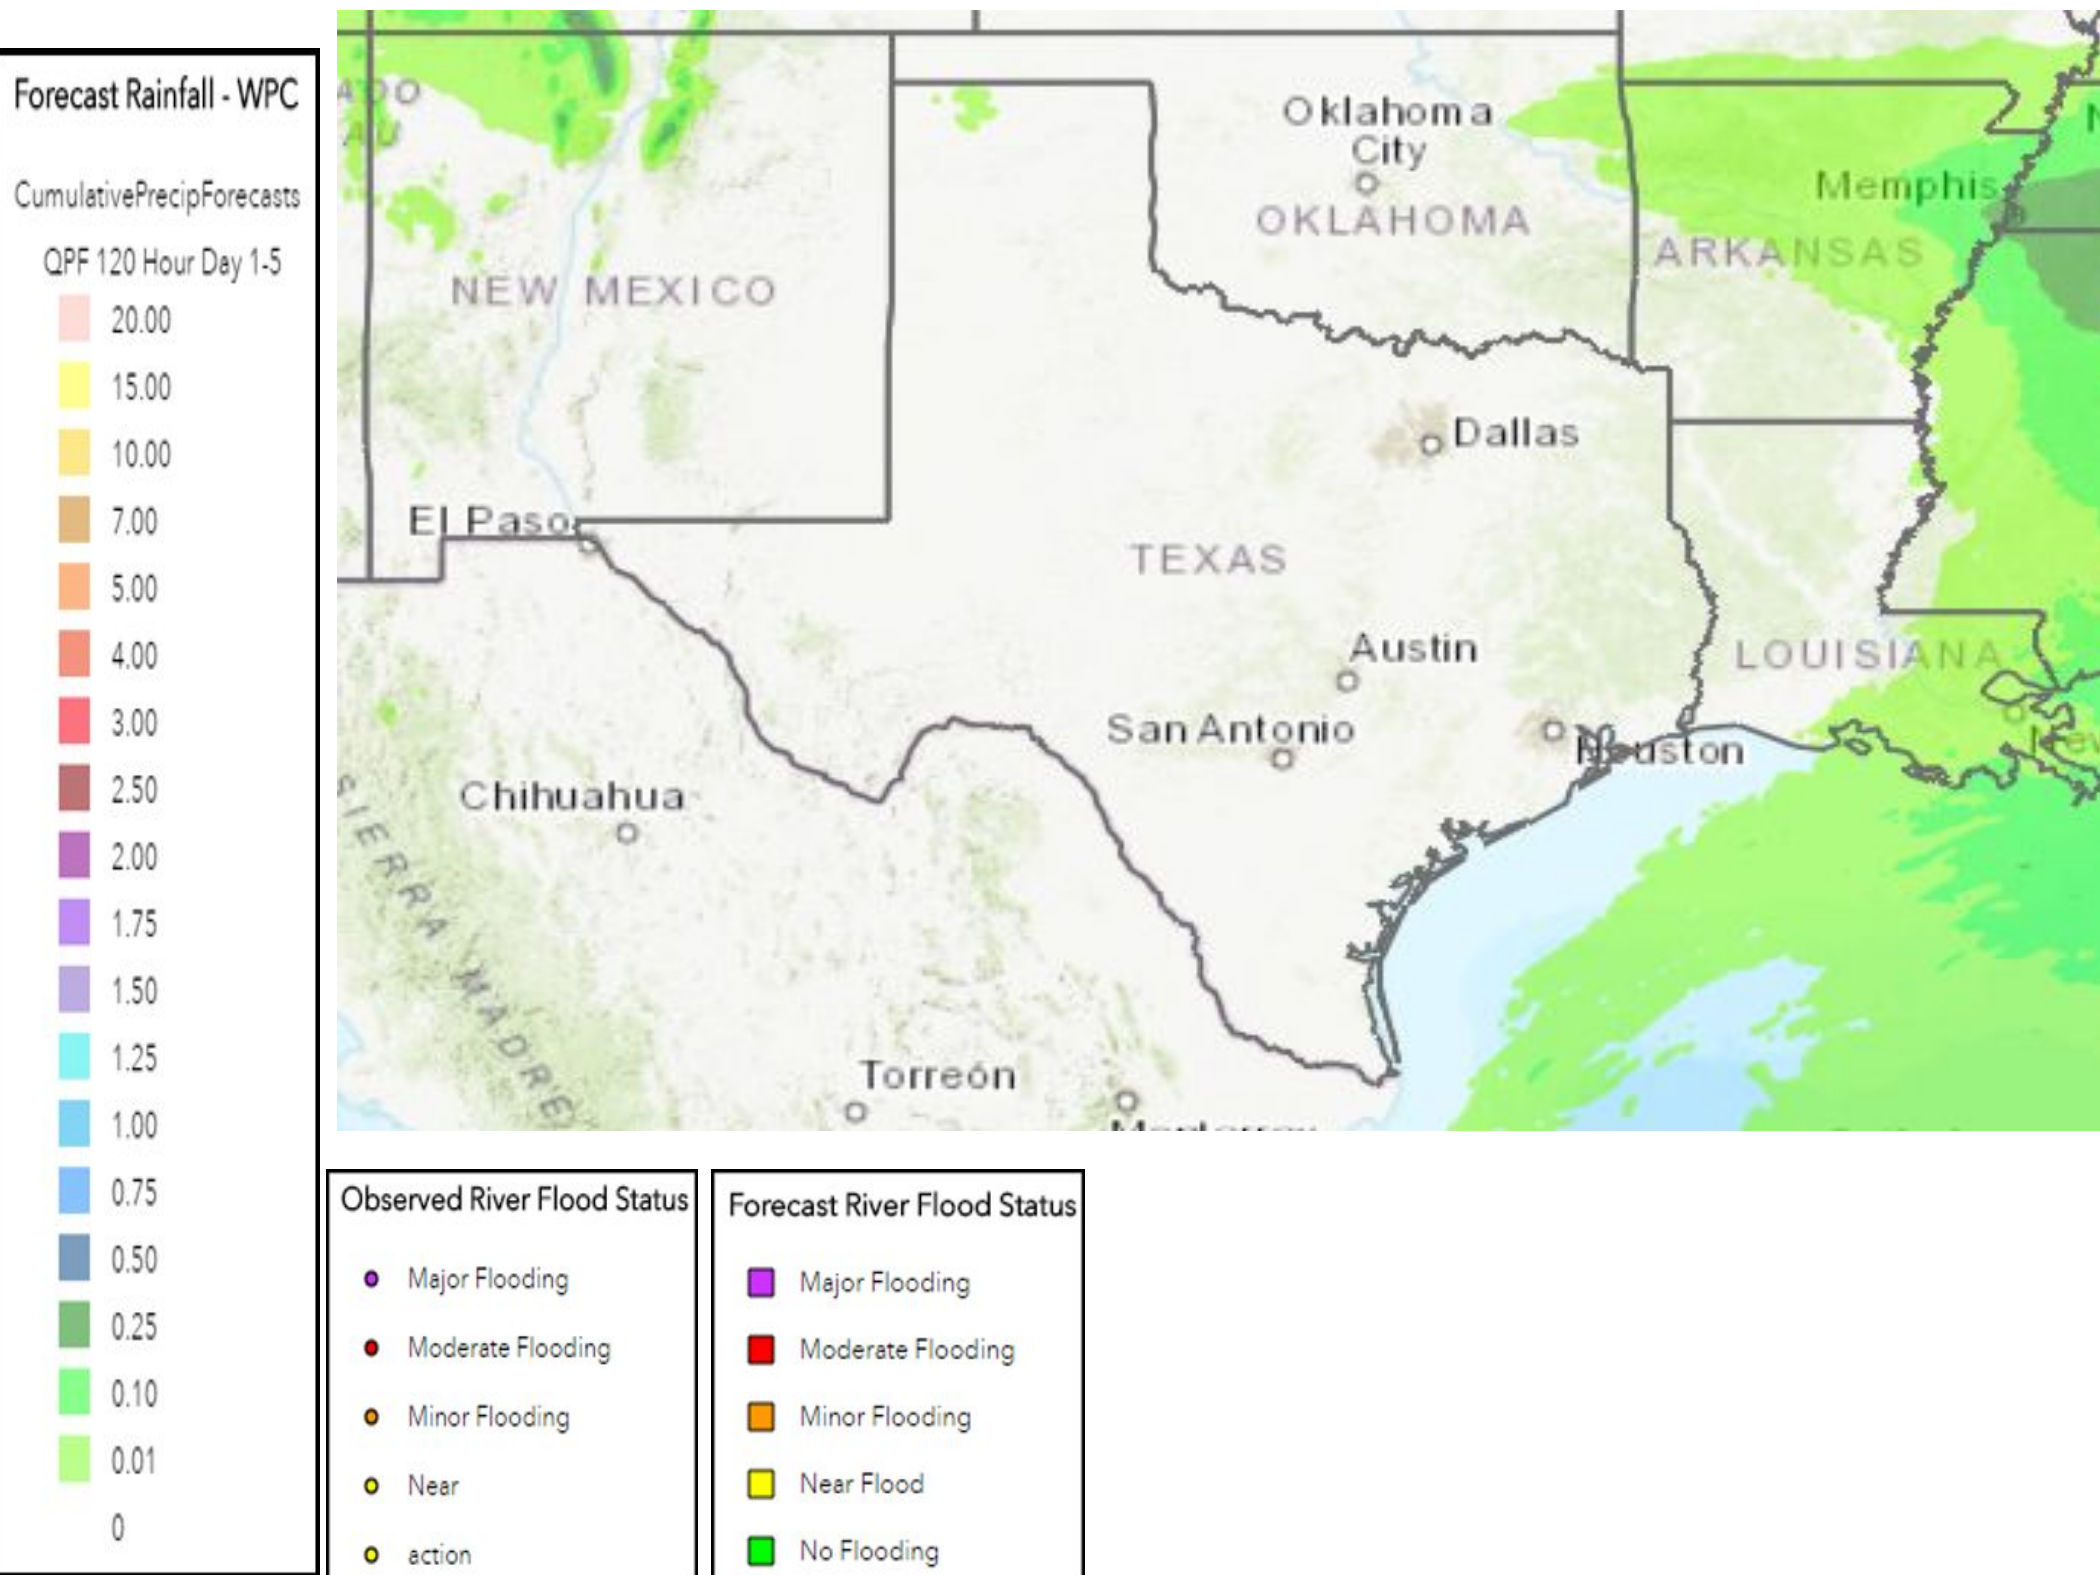 Forecast Rainfall - WPC
CumulativePrecipForecasts
QPF 120 Hour Day 1-5
20.00
15.00
10.00
7.00
5.00
4.00
3.00
2.50
2.00
1.75
1.50
1.25
1.00
0.75
0.50
0.25
0.10
0.01
0
Oklahoma
City
OKLAHOMA
Memphis
ARKANSAS
NEW MEXICO
Dallas
El Paso
TEXAS
Austin
LOUISIANA
San Antonio
Houston
Chihuahua
SIERRA MADRE
Torreón
Monterrey
Observed River Flood Status
Major Flooding
Moderate Flooding
Minor Flooding
Near
action
Forecast River Flood Status
Major Flooding
Moderate Flooding
Minor Flooding
Near Flood
No Flooding